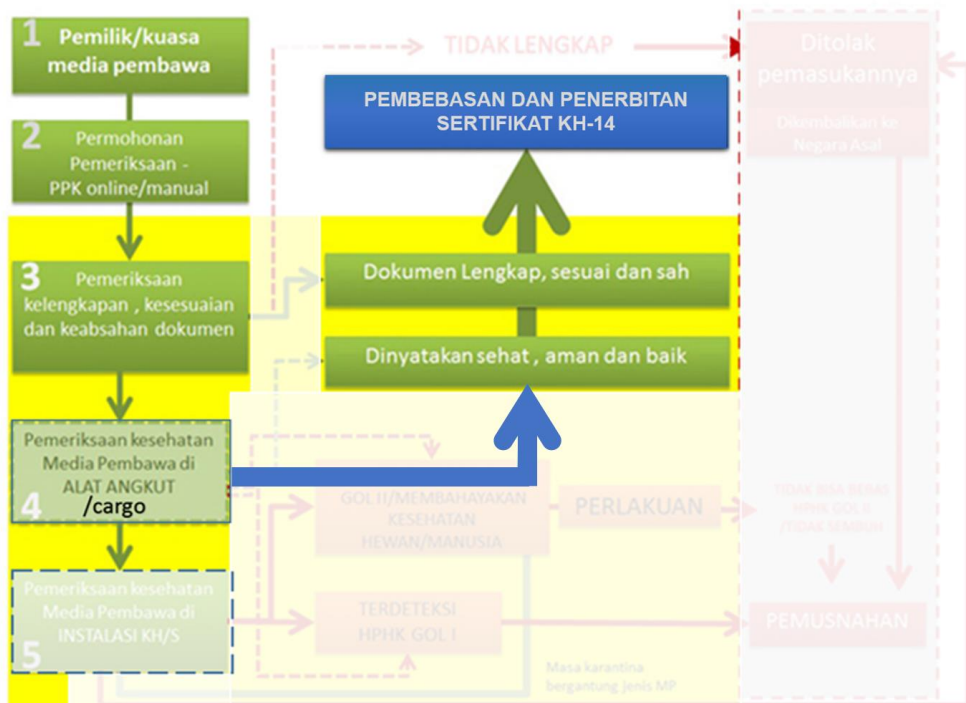 1
Pemilik/kuasa
media pembawa
2
Permohonan
Pemeriksaan -
PPK online/manual
3
Pemeriksaan
kelengkapan , kesesuaian
dan keabsahan dokumen
Pemeriksaan kesehatan
Media Pembawa di
ALAT ANGKUT
/cargo
4
Pemeriksaan kesehatan
Media Pembawa di
INSTALASI KH/S
5
TIDAK LENGKAP
PEMBEBASAN DAN PENERBITAN
SERTIFIKAT KH-14
Dokumen Lengkap, sesuai dan sah
Dinyatakan sehat , aman dan baik
GOL II/MEMBAHAYAKAN
KESEHATAN
HEWAN/MANUSIA
PERLAKUAN
TERDETEKSI
HPHK GOL I
Masa karantina
bergantung Jenis MP
Ditolak
pemasukannya
Dikembalikan ke
Negara Asal
TIDAK BISA BEBAS
HPHK GOL II
/TIDAK SEMBUH
PEMUSNAHAN